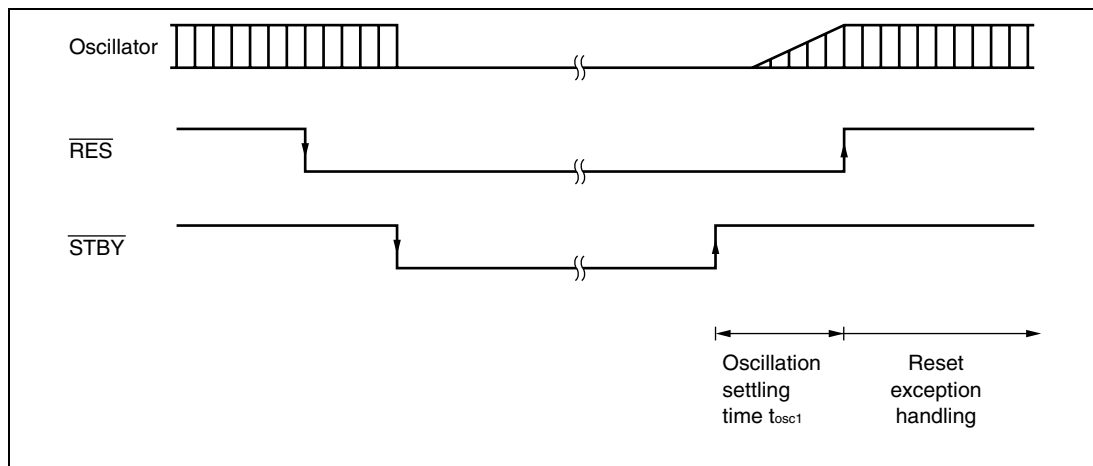 Oscillator
RES
STBY
Oscillation
settling
time tosc1
Reset
exception
handling